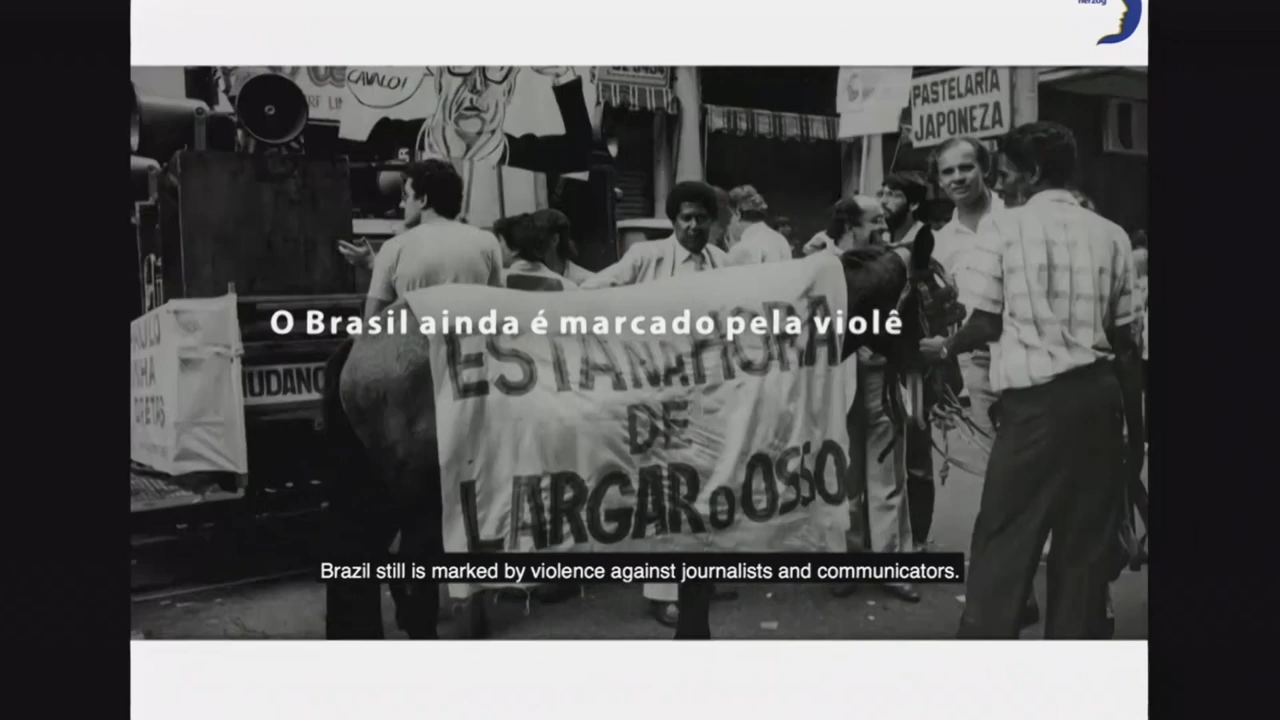 herzog
CAVALO!
PASTELARIA
JAPONEZA
O Brasil ainda é marcado pela violê
ESTA NA HORA
DE
LARGAR O OSSO
Brazil still is marked by violence against journalists and communicators.